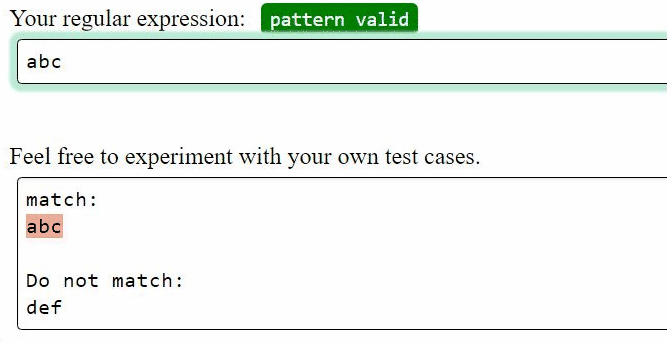 Your regular expression: pattern valid
abc
Feel free to experiment with your own test cases.
match:
abc
Do not match:
def